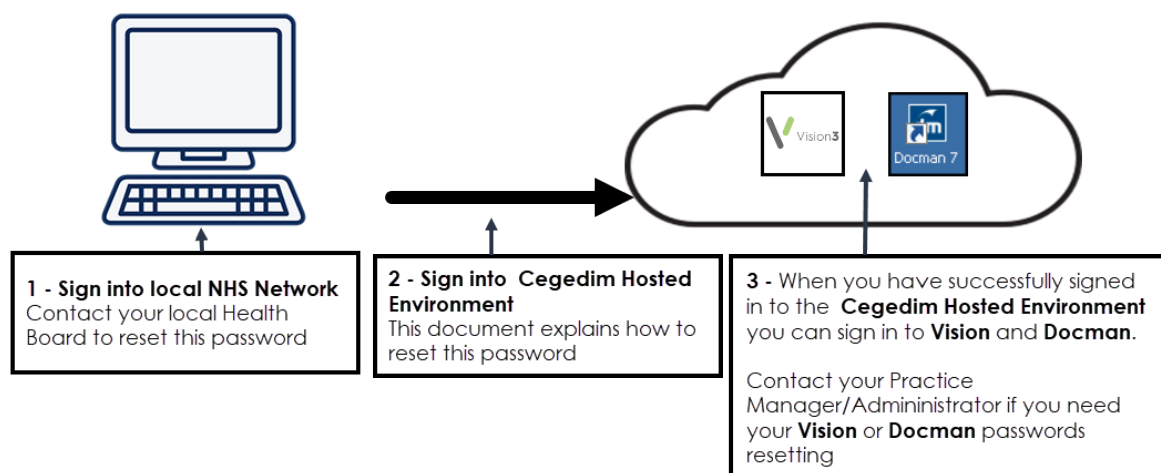 Vision3
Docman 7
1 - Sign into local NHS Network
Contact your local Health
Board to reset this password
2 - Sign into  Cegedim Hosted
Environment
This document explains how to
reset this password
3 - When you have successfully signed
in to the  Cegedim Hosted Environment
you can sign in to Vision and Docman.
Contact your Practice
Manager/Admininistrator if you need
your Vision or Docman passwords
resetting